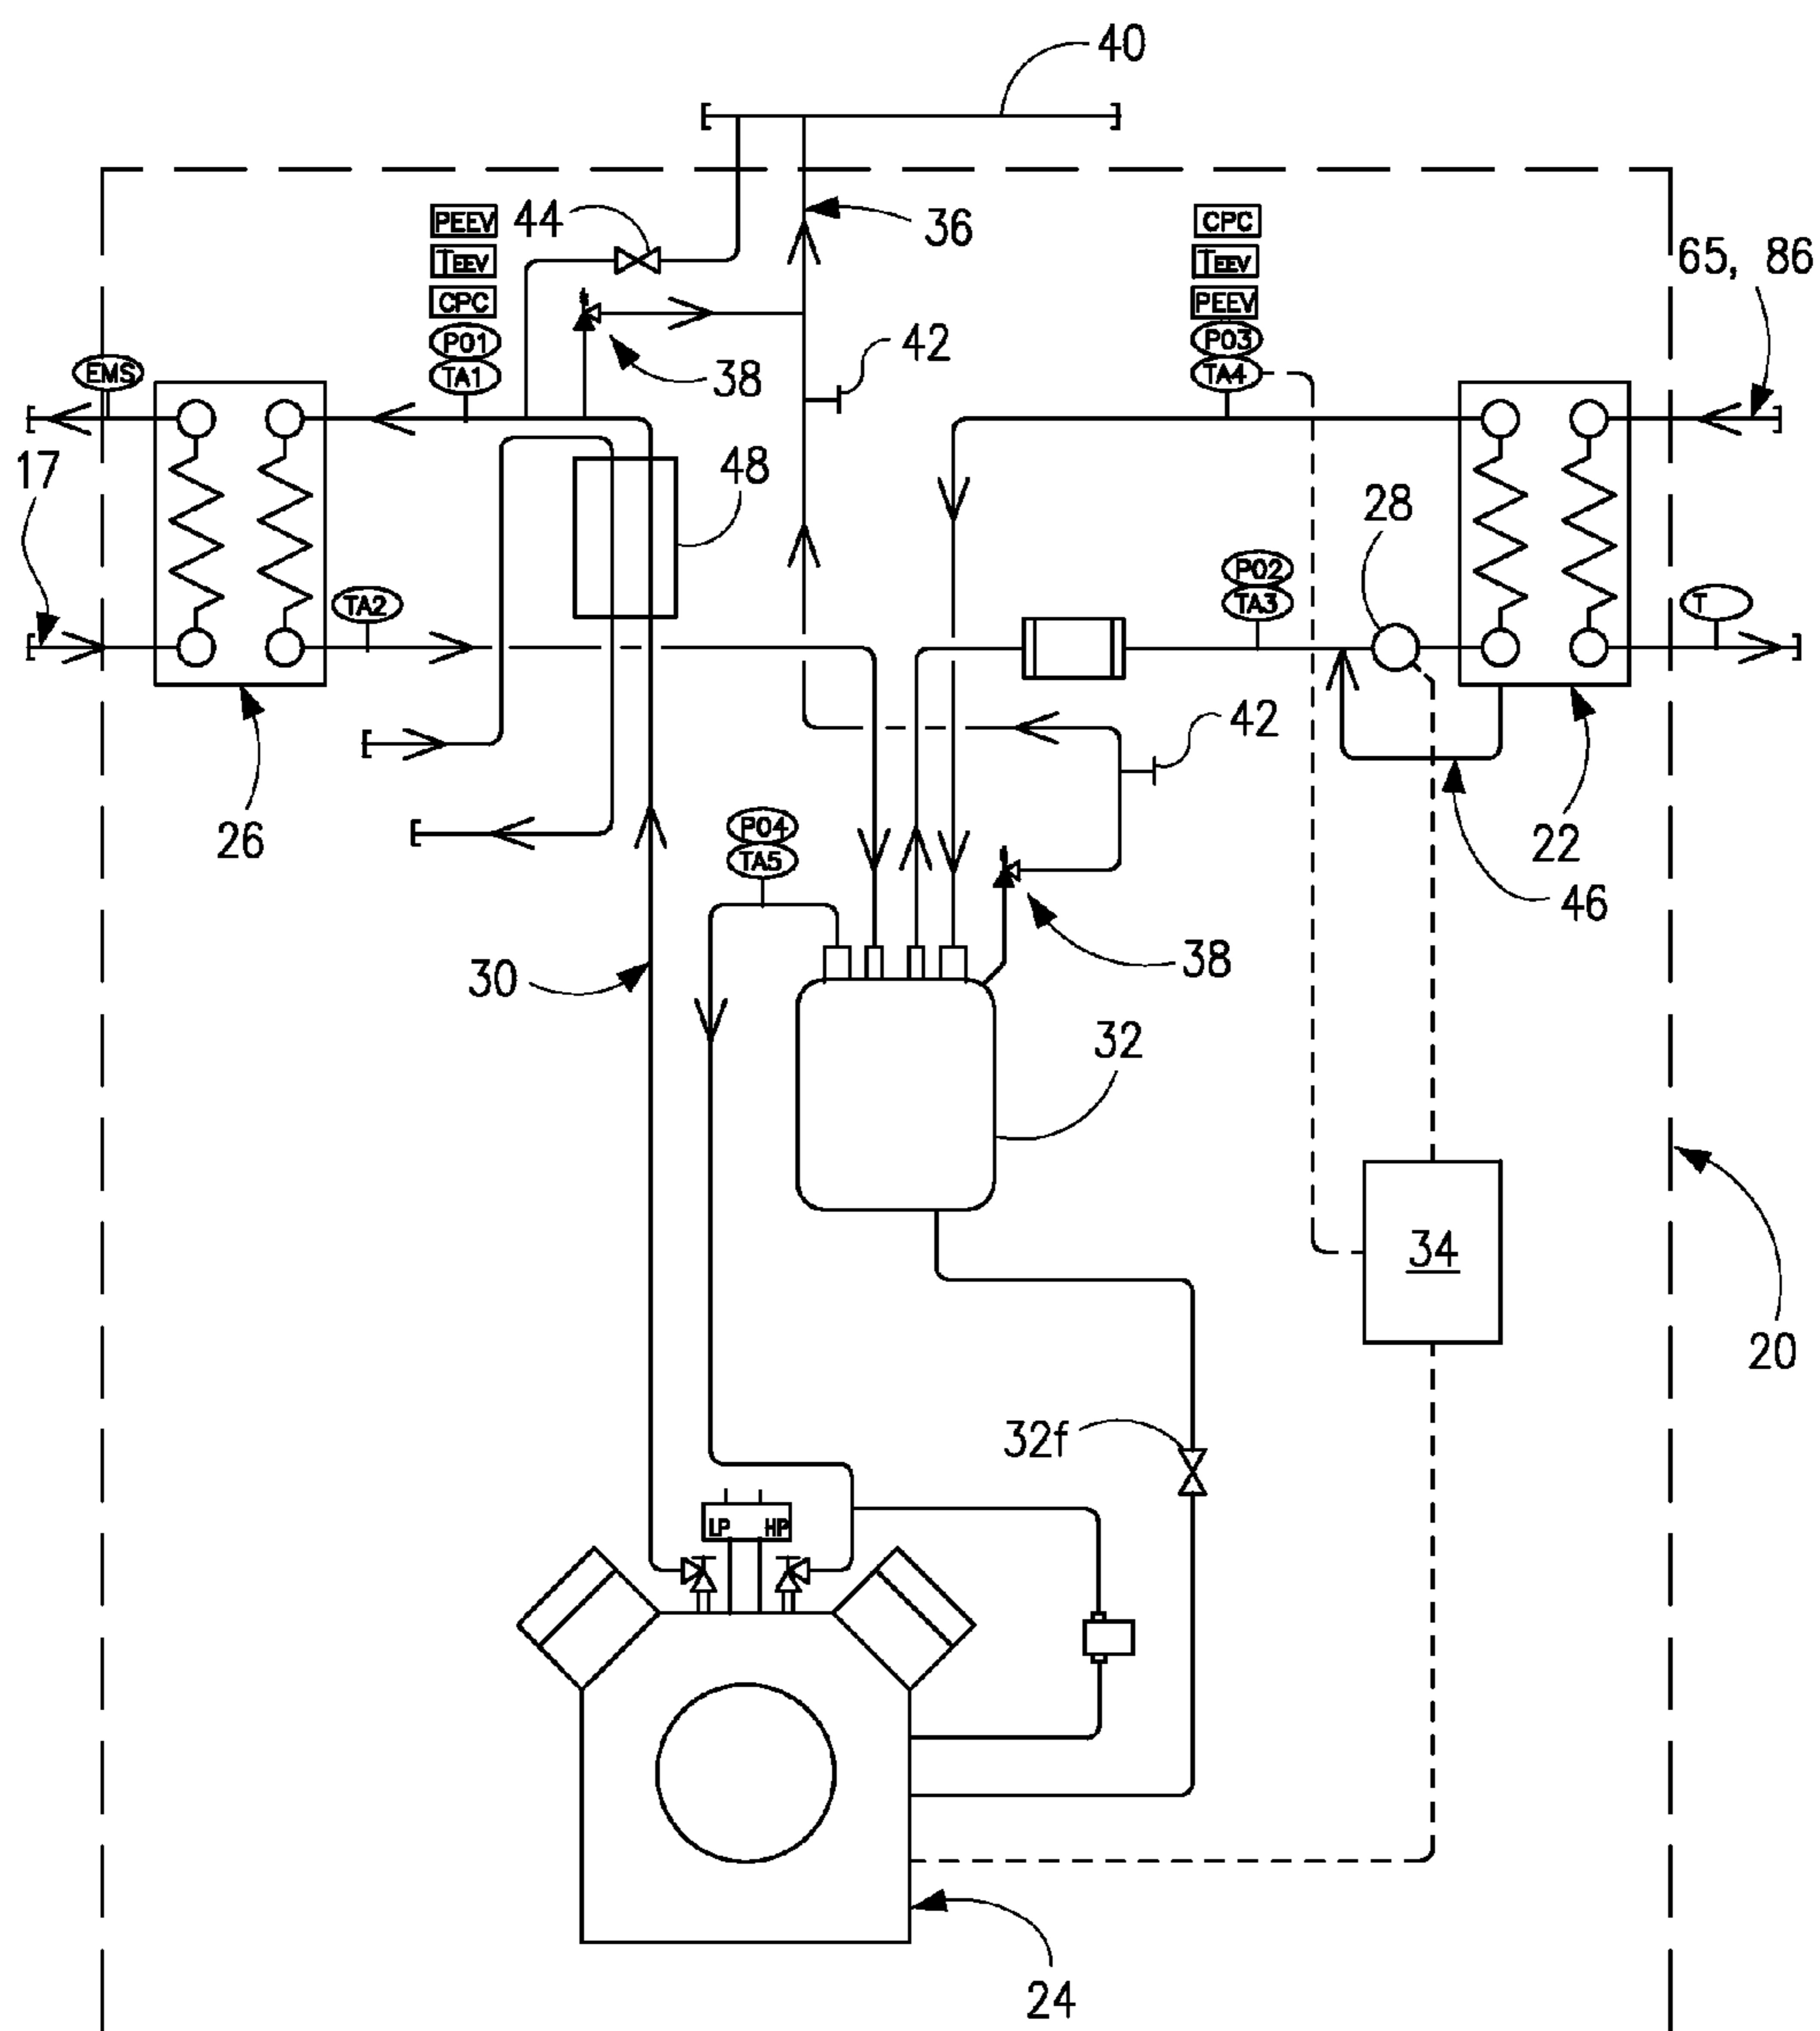 40
PEEV
44
36
CPC
TEEV
TEEV
65, 86
CPC
PEEV
P01
42
P03
EMS
TA1
38
TA4
17
48
28
P02
TA2
TA3
T
42
26
P04
22
TA5
46
30
38
32
34
20
32f
LP HP
24